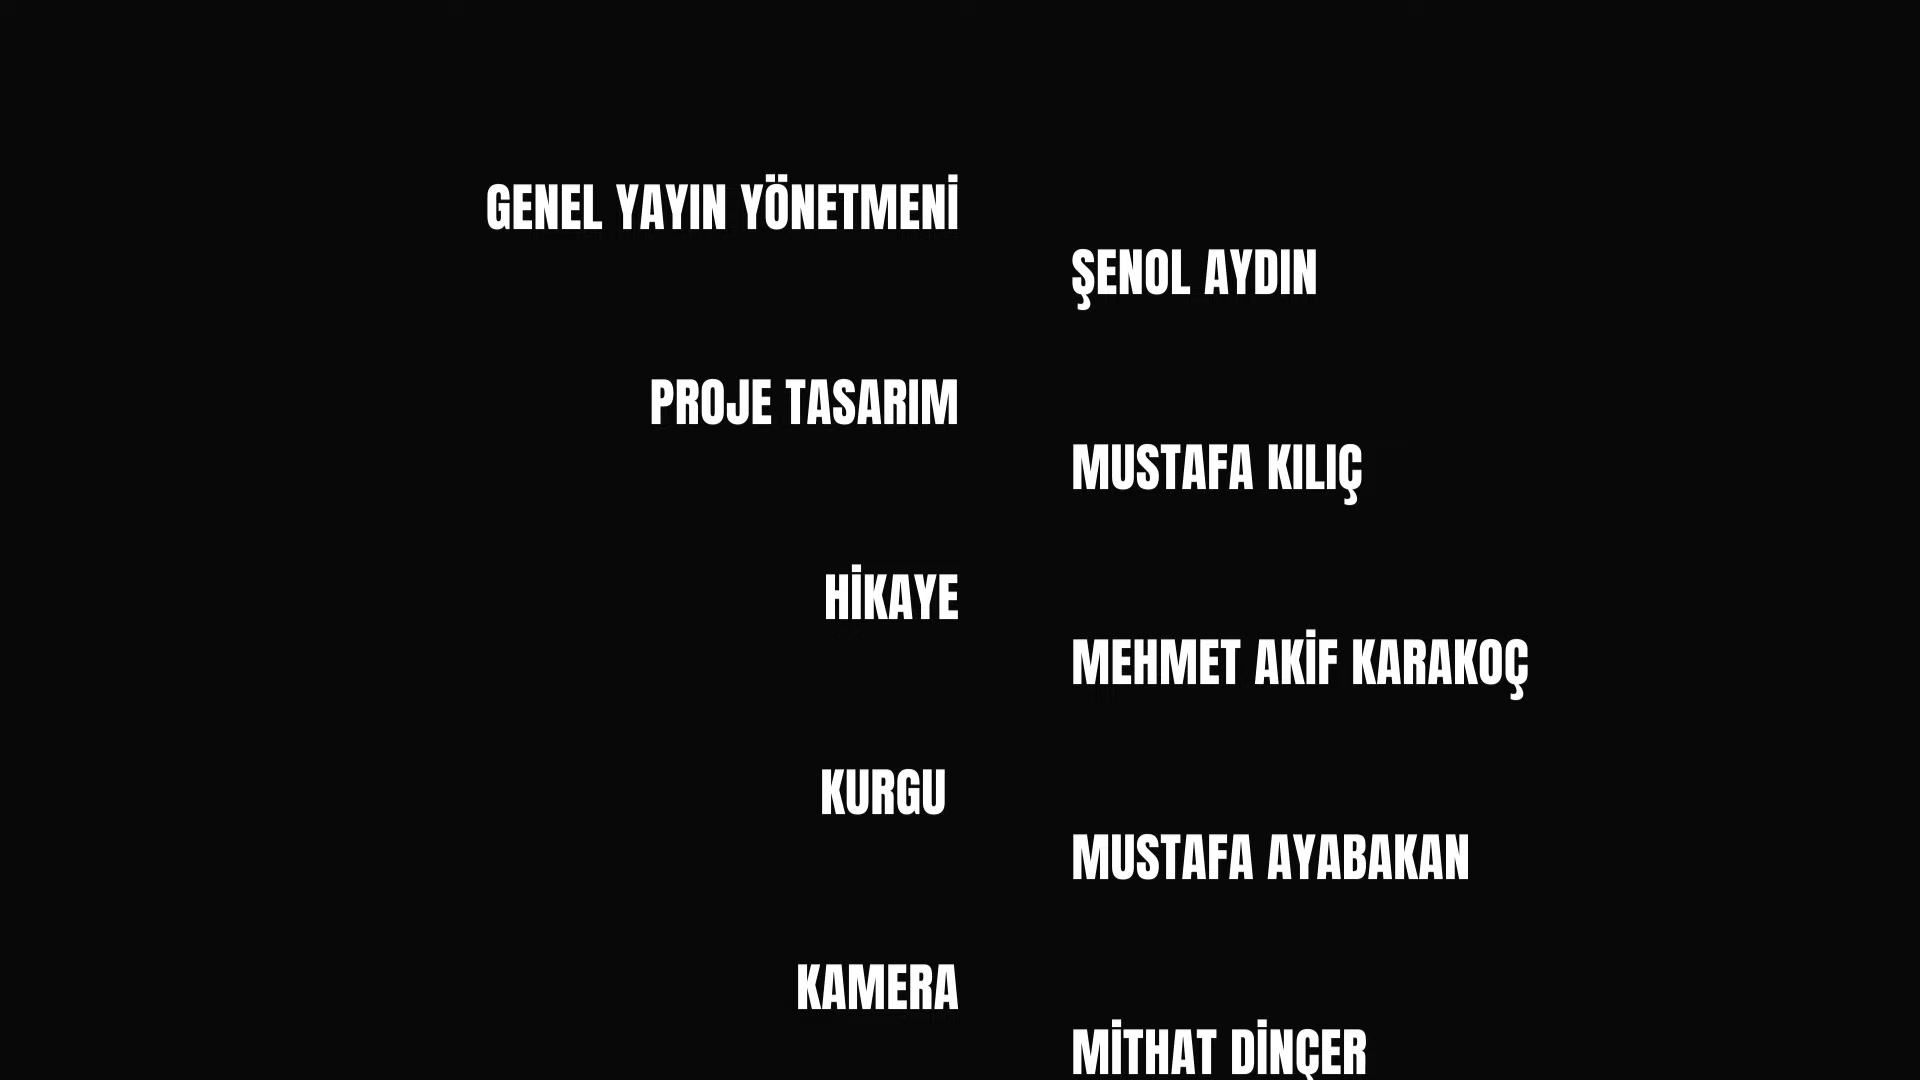 GENEL YAYIN YÖNETMENİ
ŞENOL AYDIN
PROJE TASARIM
MUSTAFA KILIÇ
HİKAYE
MEHMET AKİF KARAKOÇ
KURGU
MUSTAFA AYABAKAN
KAMERA
MİTHAT DİNÇER